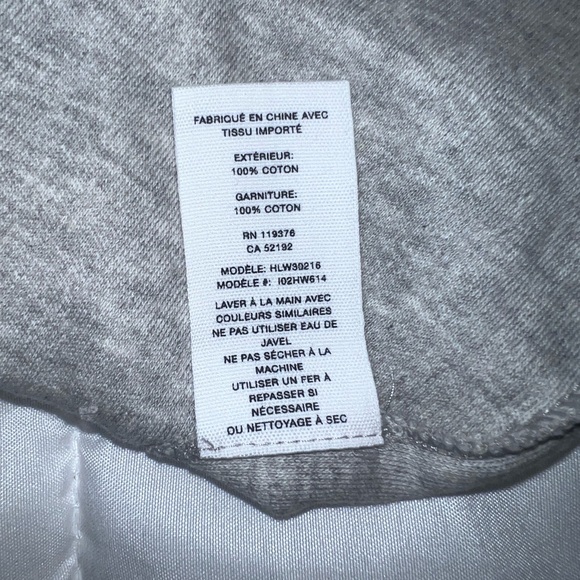 FABRIQUÉ EN CHINE AVEC
TISSU IMPORTÉ
EXTÉRIEUR:
100% COTON
GARNITURE:
100% COTON
RN 119376
CA 52192
MODÈLE: HLW30216
MODÈLE #: I02HW614
LAVER À LA MAIN AVEC
COULEURS SIMILAIRES
NE PAS UTILISER EAU DE
JAVEL
NE PAS SÉCHER À LA
MACHINE
UTILISER UN FER À
REPASSER SI
NÉCESSAIRE
OU NETTOYAGE À SEC